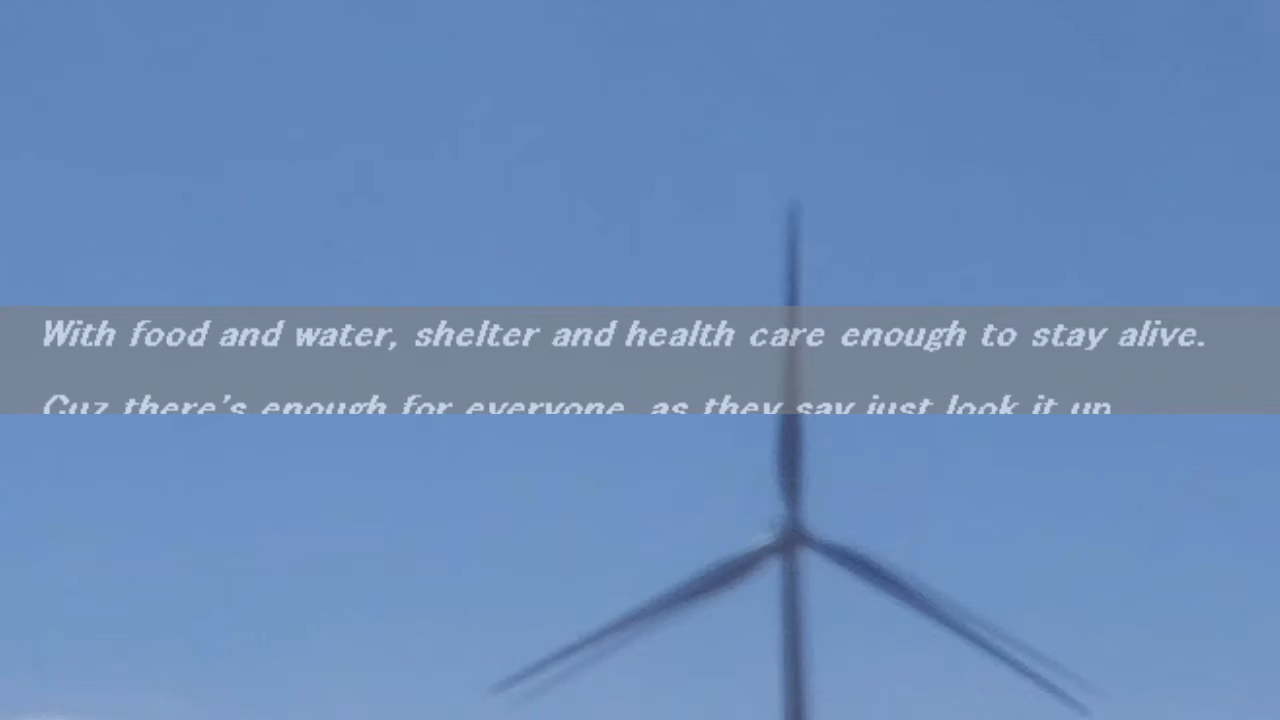 With food and water, shelter and health care enough to stay alive.
Cuz there's enough for everyone, as they say just look it up